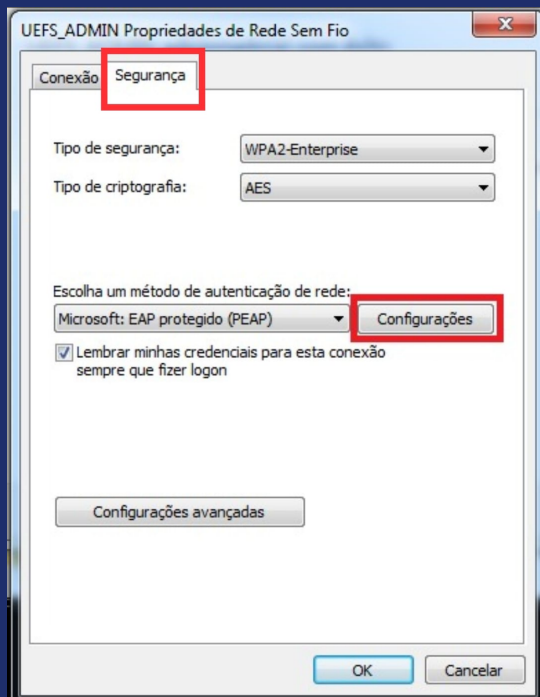 UEFS_ADMIN Propriedades de Rede Sem Fio
Conexão Segurança
Tipo de segurança: WPA2-Enterprise
Tipo de criptografia: AES
Escolha um método de autenticação de rede:
Microsoft: EAP protegido (PEAP) Configurações
Lembrar minhas credenciais para esta conexão
sempre que fizer logon
Configurações avançadas
OK Cancelar